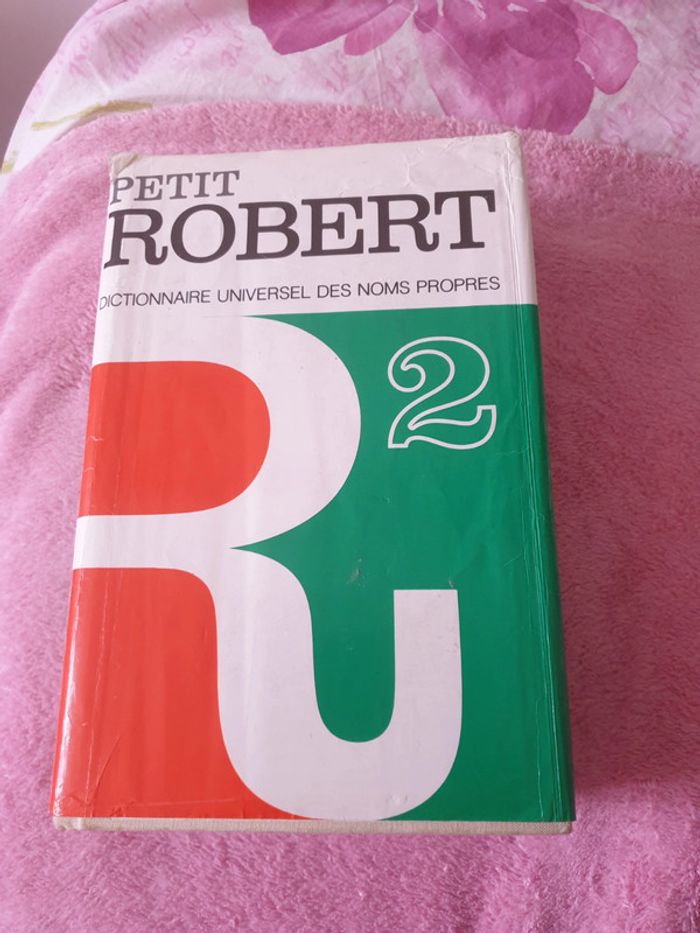 PETIT
ROBERT
DICTIONNAIRE UNIVERSEL DES NOMS PROPRES
R
2